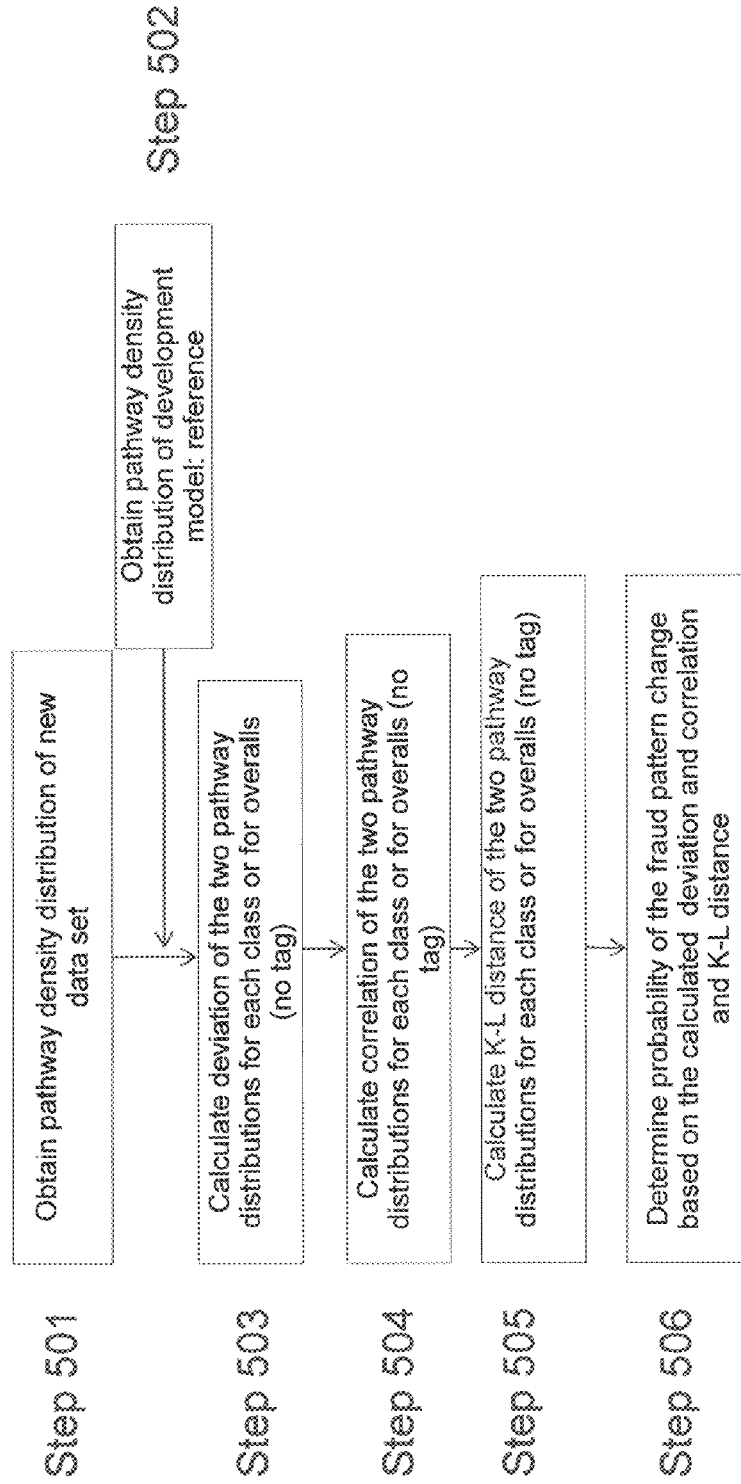 Step 501
Obtain pathway density distribution of new
data set
Step 502
Obtain pathway density
distribution of development
model: reference
Step 503
Calculate deviation of the two pathway
distributions for each class or for overalls
(no tag)
Step 504
Calculate correlation of the two pathway
distributions for each class or for overalls (no
tag)
Step 505
Calculate K-L distance of the two pathway
distributions for each class or for overalls (no tag)
Step 506
Determine probability of the fraud pattern change
based on the calculated deviation and correlation
and K-L distance